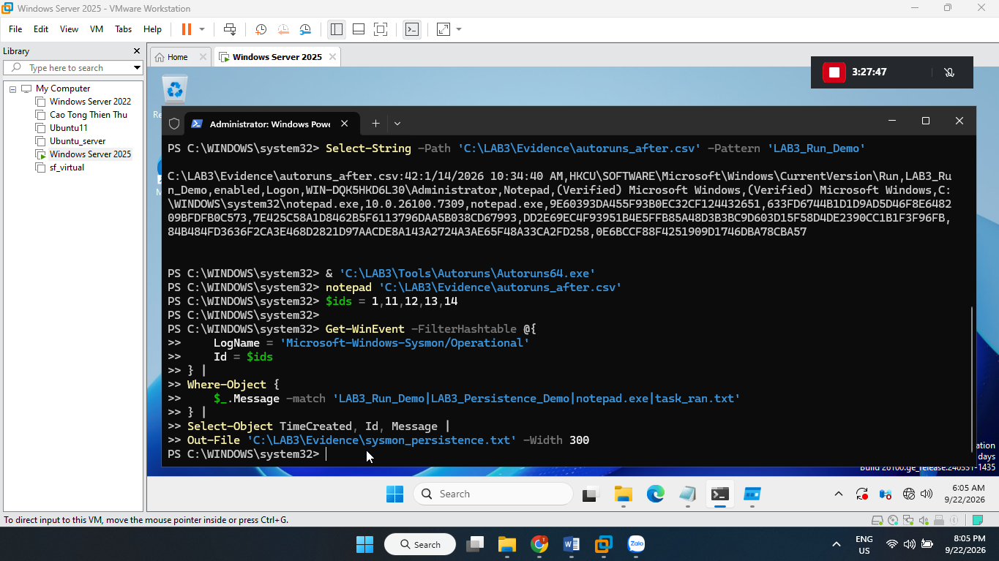 Windows Server 2025 - VMware Workstation
File Edit View VM Tabs Help
Library
Type here to search
My Computer
Windows Server 2022
Cao Tong Thien Thu
Ubuntu11
Ubuntu_server
Windows Server 2025
sf_virtual
Home
Windows Server 2025
3:27:47
Administrator: Windows Pow
PS C:\WINDOWS\system32> Select-String -Path 'C:\LAB3\Evidence\autoruns_after.csv' -Pattern 'LAB3_Run_Demo'
C:\LAB3\Evidence\autoruns_after.csv:42:1/14/2026 10:34:40 AM,HKCU\SOFTWARE\Microsoft\Windows\CurrentVersion\Run,LAB3_Ru
n_Demo,enabled,Logon,WIN-DQK5HKD6L30\Administrator,Notepad,(Verified) Microsoft Windows,(Verified) Microsoft Windows,C:
\WINDOWS\system32\notepad.exe,10.0.26100.7309,notepad.exe,9E60393DA455F93B0EC32CF124432651,633FD6744B1D1D9AD5D46F8E6482
09BFDFB0C573,7E425C58A1D8462B5F6113796DAA5B038CD67993,DD2E69EC4F93951B4E5FFB85A48D3B3BC9D603D15F58D4DE2390CC1B1F3F96FB,
84B484FD3636F2CA3E468D2821D97AACDE8A143A2724A3AE65F48A33CA2FD258,0E6BCCF88F4251909D1746DBA78CBA57
PS C:\WINDOWS\system32> & 'C:\LAB3\Tools\Autoruns\Autoruns64.exe'
PS C:\WINDOWS\system32> notepad 'C:\LAB3\Evidence\autoruns_after.csv'
PS C:\WINDOWS\system32> $ids = 1,11,12,13,14
PS C:\WINDOWS\system32>
PS C:\WINDOWS\system32> Get-WinEvent -FilterHashtable @{
>>     LogName = 'Microsoft-Windows-Sysmon/Operational'
>>     Id = $ids
>> } |
>> Where-Object {
>>     $_.Message -match 'LAB3_Run_Demo|LAB3_Persistence_Demo|notepad.exe|task_ran.txt'
>> } |
>> Select-Object TimeCreated, Id, Message |
>> Out-File 'C:\LAB3\Evidence\sysmon_persistence.txt' -Width 300
PS C:\WINDOWS\system32>
ation
days
Build 26100.ge_release.240331-1435
Search
6:05 AM
9/22/2026
To direct input to this VM, move the mouse pointer inside or press Ctrl+G.
Search
Zalo
ENG
US
8:05 PM
9/22/2026